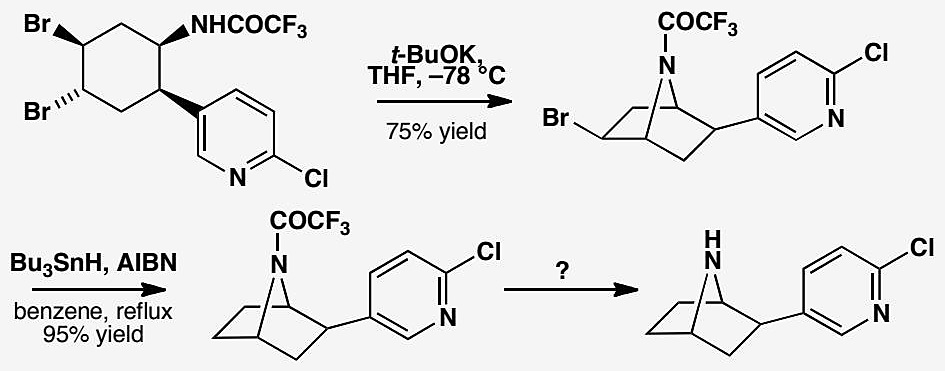 Br
NHCOCF3
Br
N
Cl
t-BuOK,
THF, –78 °C
75% yield
COCF3
N
Br
Cl
N
Bu3SnH, AIBN
benzene, reflux
95% yield
COCF3
N
Cl
N
?
H
N
Cl
N